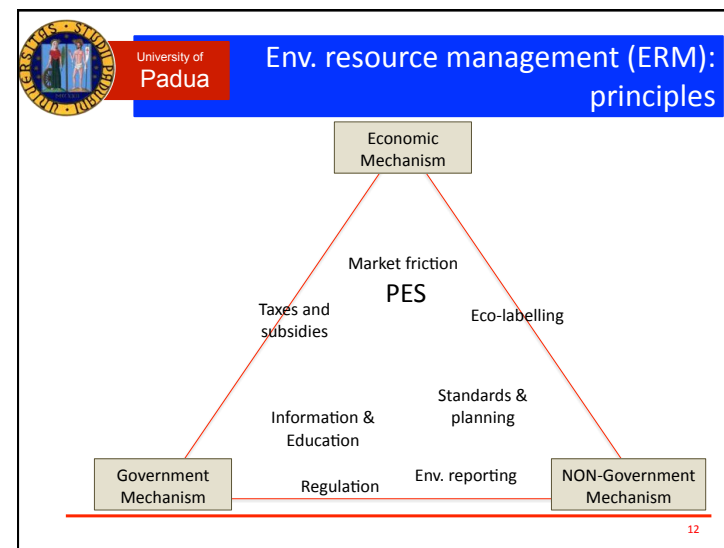 University of
Padua
Env. resource management (ERM):
principles
Economic
Mechanism
Market friction
PES
Taxes and
subsidies
Eco-labelling
Standards &
planning
Information &
Education
Government
Mechanism
Regulation
Env. reporting
NON-Government
Mechanism
12